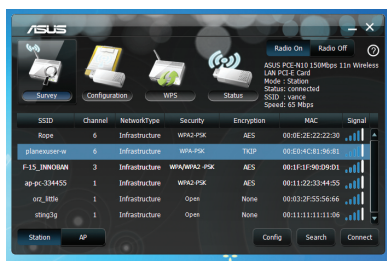 ASUS
Radio On Radio Off
ASUS PCE-N10 150Mbps 11n Wireless
LAN PCI-E Card
Mode : Station
Status: connected
SSID : vance
Speed: 65 Mbps
Survey Configuration WPS Status
SSID Channel NetworkType Security Encryption MAC Signal
Rope 6 Infrastructure WPA2-PSK AES 00:0E:2E:22:22:30
planexuser-w 6 Infrastructure WPA-PSK TKIP 00:E0:4C:81:96:81
F-15_INNOBAN 3 Infrastructure WPA/WPA2 -PSK AES 00:1F:1F:90:D9:D1
ap-pc-334455 1 Infrastructure WPA2-PSK AES 00:11:22:33:44:55
orz_little 1 Infrastructure Open None 00:03:2F:55:56:66
sting3g 1 Infrastructure Open None 00:11:11:11:11:06
Station AP Config Search Connect